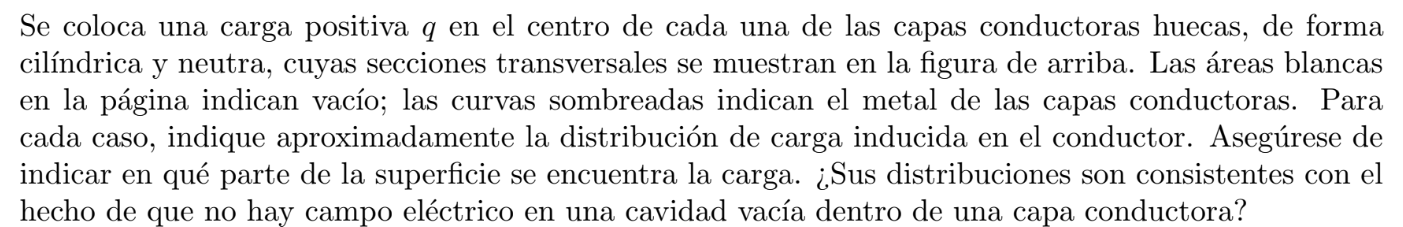 Se coloca una carga positiva q en el centro de cada una de las capas conductoras huecas, de forma
cilíndrica y neutra, cuyas secciones transversales se muestran en la figura de arriba. Las áreas blancas
en la página indican vacío; las curvas sombreadas indican el metal de las capas conductoras. Para
cada caso, indique aproximadamente la distribución de carga inducida en el conductor. Asegúrese de
indicar en qué parte de la superficie se encuentra la carga. ¿Sus distribuciones son consistentes con el
hecho de que no hay campo eléctrico en una cavidad vacía dentro de una capa conductora?